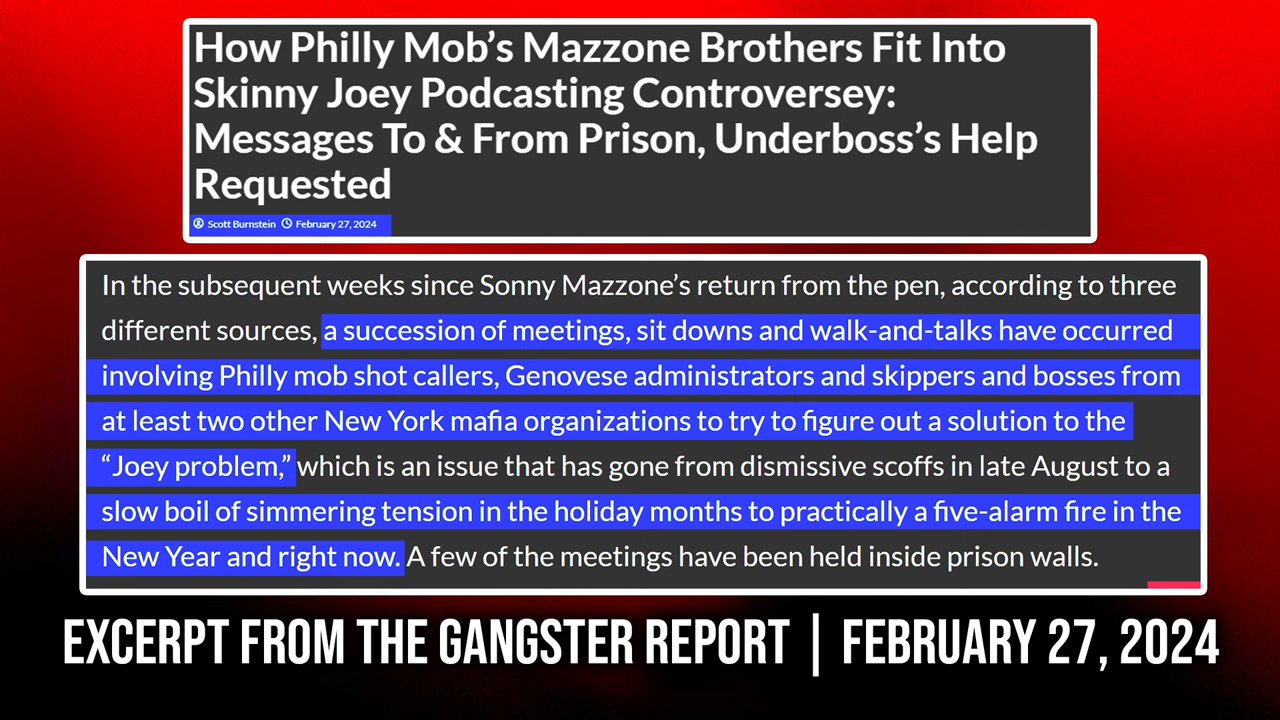 How Philly Mob’s Mazzone Brothers Fit Into
Skinny Joey Podcasting Controversey:
Messages To & From Prison, Underboss’s Help
Requested
Scott Burnstein February 27, 2024
In the subsequent weeks since Sonny Mazzone’s return from the pen, according to three
different sources, a succession of meetings, sit downs and walk-and-talks have occurred
involving Philly mob shot callers, Genovese administrators and skippers and bosses from
at least two other New York mafia organizations to try to figure out a solution to the
“Joey problem,” which is an issue that has gone from dismissive scoffs in late August to a
slow boil of simmering tension in the holiday months to practically a five-alarm fire in the
New Year and right now. A few of the meetings have been held inside prison walls.
EXCERPT FROM THE GANGSTER REPORT | FEBRUARY 27, 2024